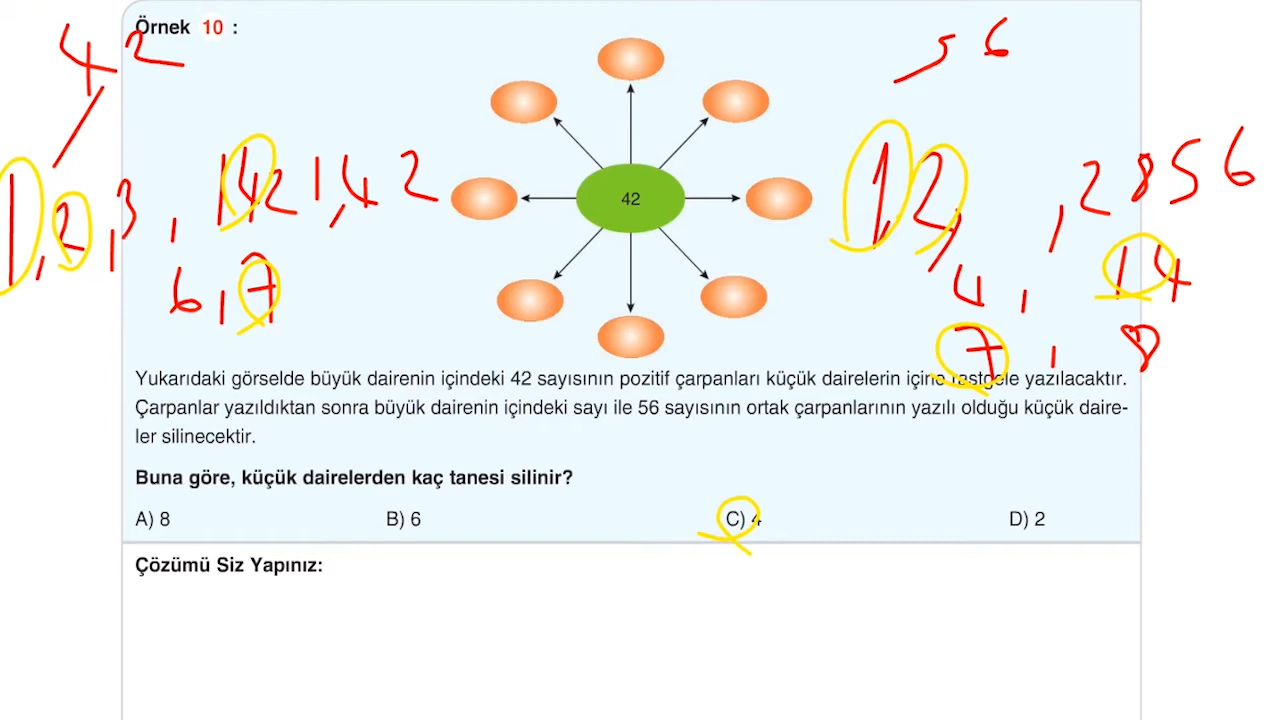 Örnek 10 :
42
56
42
1, 2, 3, 14, 21, 42
6, 7
1, 2, , 28 56
4, 14
7, 8
Yukarıdaki görselde büyük dairenin içindeki 42 sayısının pozitif çarpanları küçük dairelerin içine rastgele yazılacaktır.
Çarpanlar yazıldıktan sonra büyük dairenin içindeki sayı ile 56 sayısının ortak çarpanlarının yazılı olduğu küçük daire-
ler silinecektir.
Buna göre, küçük dairelerden kaç tanesi silinir?
A) 8 B) 6 C) 4 D) 2
Çözümü Siz Yapınız: